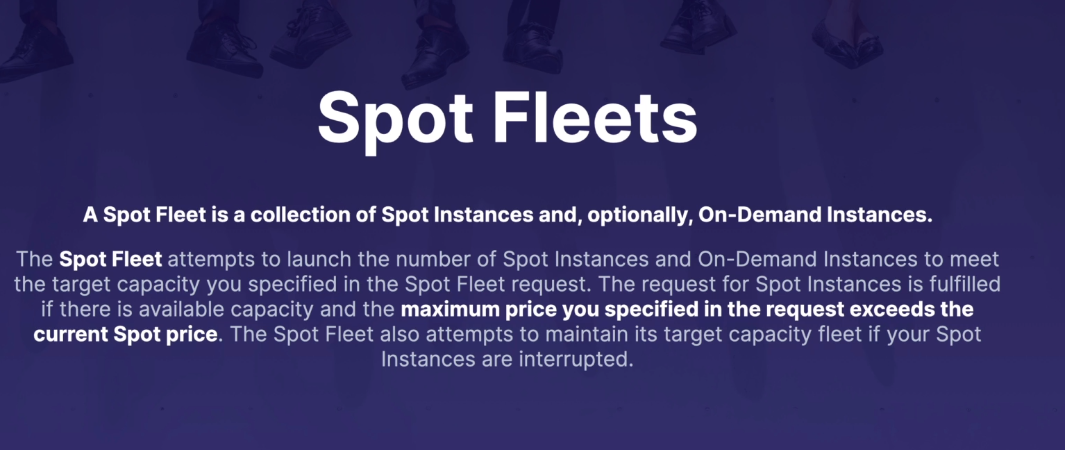 Spot Fleets
A Spot Fleet is a collection of Spot Instances and, optionally, On-Demand Instances.
The Spot Fleet attempts to launch the number of Spot Instances and On-Demand Instances to meet
the target capacity you specified in the Spot Fleet request. The request for Spot Instances is fulfilled
if there is available capacity and the maximum price you specified in the request exceeds the
current Spot price. The Spot Fleet also attempts to maintain its target capacity fleet if your Spot
Instances are interrupted.